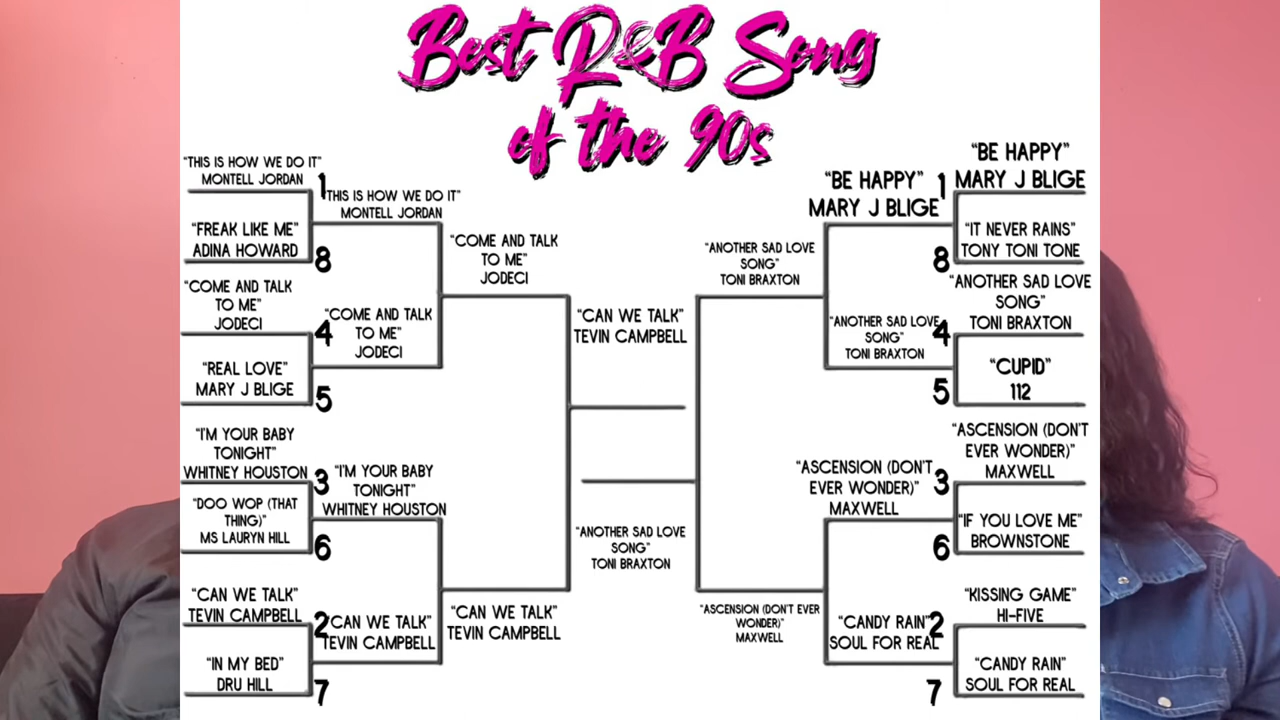 Best R&B Song
of the 90s
"THIS IS HOW WE DO IT"
MONTELL JORDAN
1
"FREAK LIKE ME"
ADINA HOWARD
8
"COME AND TALK
TO ME"
JODECI
4
"REAL LOVE"
MARY J BLIGE
5
"I'M YOUR BABY
TONIGHT"
WHITNEY HOUSTON
3
"DOO WOP (THAT
THING)"
MS LAURYN HILL
6
"CAN WE TALK"
TEVIN CAMPBELL
2
"IN MY BED"
DRU HILL
7
"THIS IS HOW WE DO IT"
MONTELL JORDAN
"COME AND TALK
TO ME"
JODECI
"I'M YOUR BABY
TONIGHT"
WHITNEY HOUSTON
"CAN WE TALK"
TEVIN CAMPBELL
"COME AND TALK
TO ME"
JODECI
"CAN WE TALK"
TEVIN CAMPBELL
"CAN WE TALK"
TEVIN CAMPBELL
"ANOTHER SAD LOVE
SONG"
TONI BRAXTON
"ANOTHER SAD LOVE
SONG"
TONI BRAXTON
"ASCENSION (DON'T EVER
WONDER)"
MAXWELL
"BE HAPPY"
MARY J BLIGE
"ANOTHER SAD LOVE
SONG"
TONI BRAXTON
"ASCENSION (DON'T
EVER WONDER)"
MAXWELL
"CANDY RAIN"
SOUL FOR REAL
"BE HAPPY"
MARY J BLIGE
1
"IT NEVER RAINS"
TONY TONI TONE
8
"ANOTHER SAD LOVE
SONG"
TONI BRAXTON
4
"CUPID"
112
5
"ASCENSION (DON'T
EVER WONDER)"
MAXWELL
3
"IF YOU LOVE ME"
BROWNSTONE
6
"KISSING GAME"
HI-FIVE
2
"CANDY RAIN"
SOUL FOR REAL
7